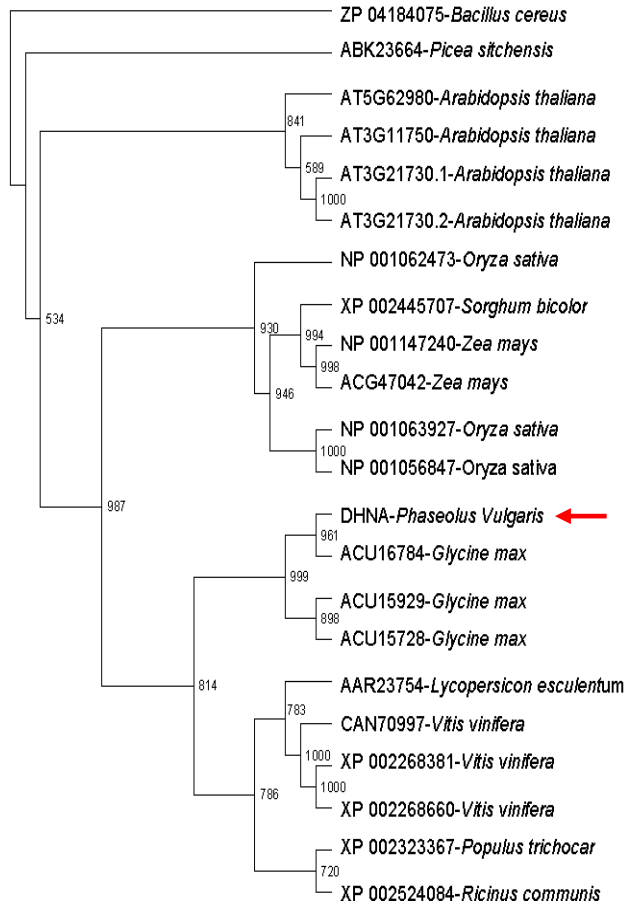 ZP 04184075-Bacillus cereus
ABK23664-Picea sitchensis
AT5G62980-Arabidopsis thaliana
841
AT3G11750-Arabidopsis thaliana
589
AT3G21730.1-Arabidopsis thaliana
1000
AT3G21730.2-Arabidopsis thaliana
NP 001062473-Oryza sativa
XP 002445707-Sorghum bicolor
534
930
994
NP 001147240-Zea mays
998
ACG47042-Zea mays
946
NP 001063927-Oryza sativa
1000
NP 001056847-Oryza sativa
987
DHNA-Phaseolus Vulgaris
961
ACU16784-Glycine max
999
ACU15929-Glycine max
898
ACU15728-Glycine max
814
AAR23754-Lycopersicon esculentum
783
CAN70997-Vitis vinifera
1000
XP 002268381-Vitis vinifera
1000
786
XP 002268660-Vitis vinifera
XP 002323367-Populus trichocar
720
XP 002524084-Ricinus communis